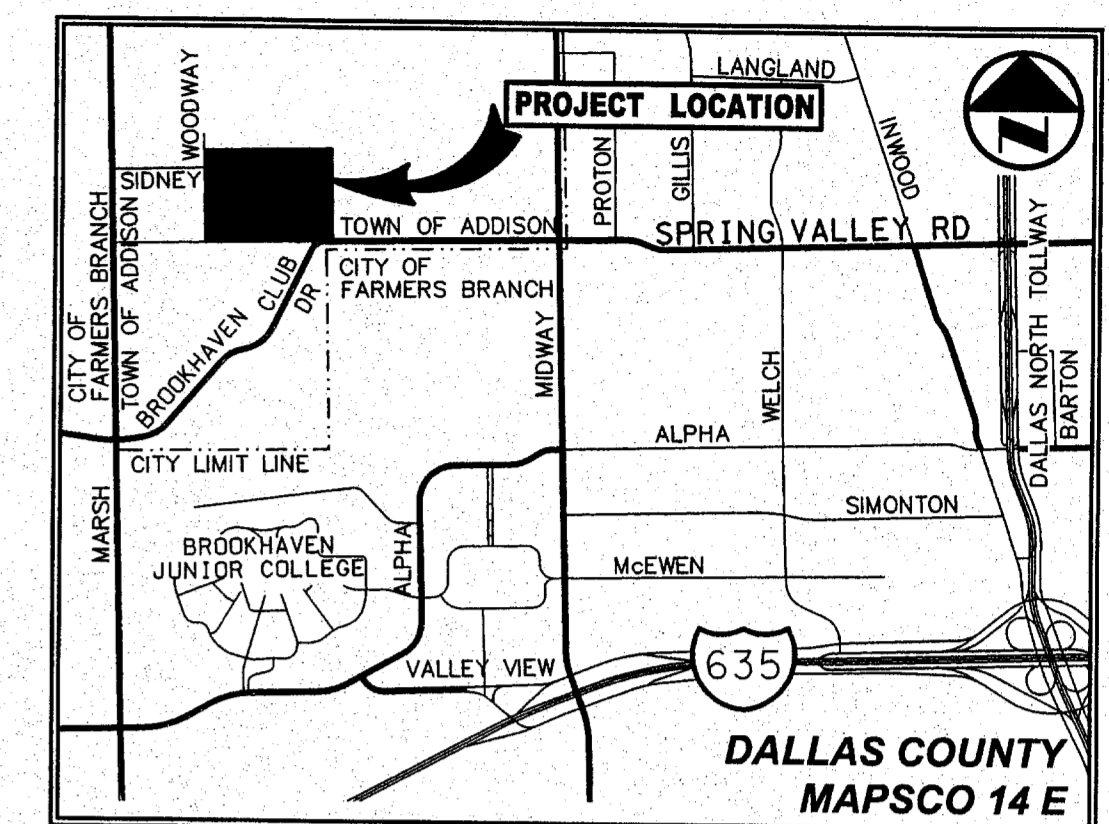 LANGLAND
WOODWAY
PROJECT LOCATION
INWOOD
N
SIDNEY
PROTON
GILLIS
TOWN OF ADDISON
SPRING VALLEY RD
CITY OF
FARMERS BRANCH
TOWN OF ADDISON
CITY OF
FARMERS BRANCH
BROOKHAVEN CLUB
DR
MIDWAY
WELCH
DALLAS NORTH TOLLWAY
BARTON
ALPHA
CITY LIMIT LINE
MARSH
SIMONTON
BROOKHAVEN
JUNIOR COLLEGE
ALPHA
McEWEN
VALLEY VIEW
635
DALLAS COUNTY
MAPSCO 14 E